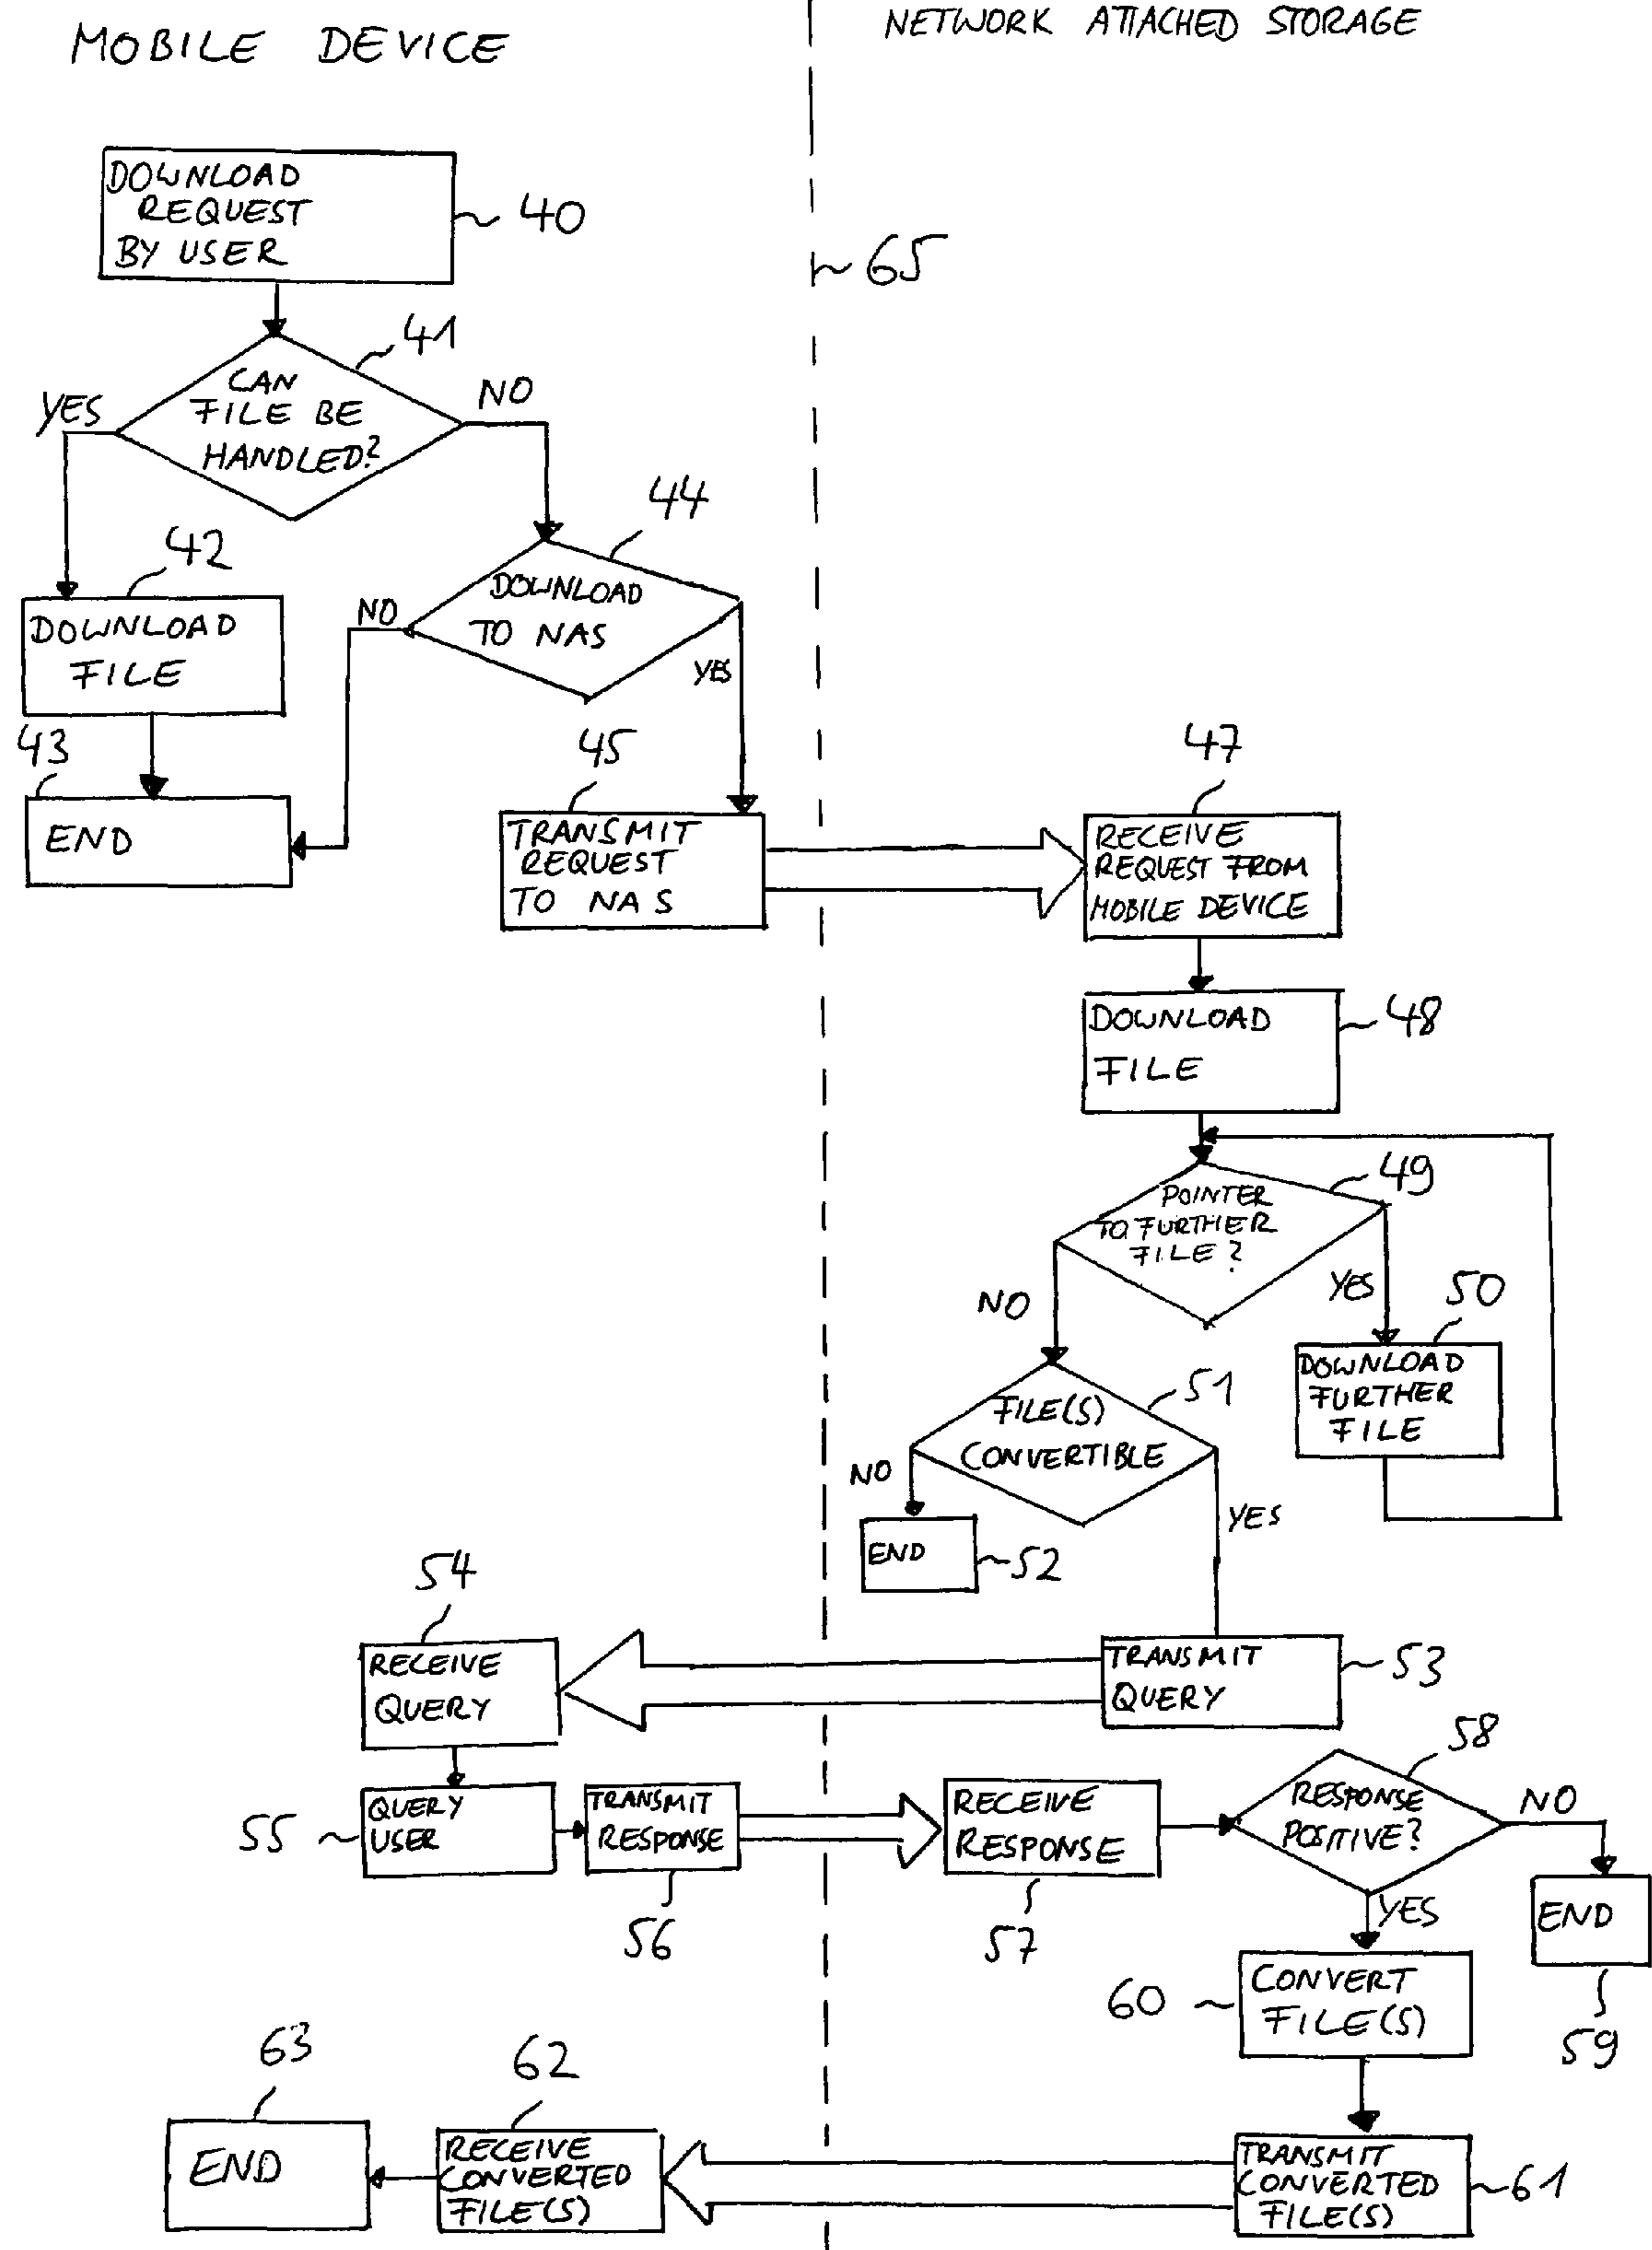 MOBILE DEVICE
NETWORK ATTACHED STORAGE
DOWNLOAD
REQUEST
BY USER
40
65
41
CAN
FILE BE
HANDLED?
YES
NO
44
42
DOWNLOAD
TO NAS
NO
YES
DOWNLOAD
FILE
43
END
45
TRANSMIT
REQUEST
TO NAS
47
RECEIVE
REQUEST FROM
MOBILE DEVICE
DOWNLOAD
FILE
48
49
POINTER
TO FURTHER
FILE?
NO
YES
50
DOWNLOAD
FURTHER
FILE
51
FILE(S)
CONVERTIBLE
NO
YES
END
52
54
RECEIVE
QUERY
TRANSMIT
QUERY
53
55
QUERY
USER
TRANSMIT
RESPONSE
56
RECEIVE
RESPONSE
57
58
RESPONSE
POSITIVE?
NO
YES
END
59
60
CONVERT
FILE(S)
63
END
62
RECEIVE
CONVERTED
FILE(S)
TRANSMIT
CONVERTED
FILE(S)
61